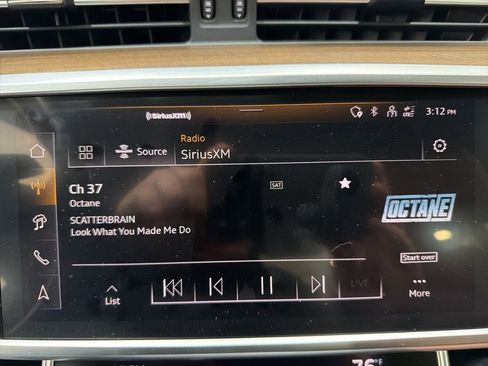 ((SiriusXM))
3:12 PM
Radio
Source
SiriusXM
Ch 37
SAT
Octane
OCTANE
SCATTERBRAIN
Look What You Made Me Do
Start over
List
LIVE
More
76°F